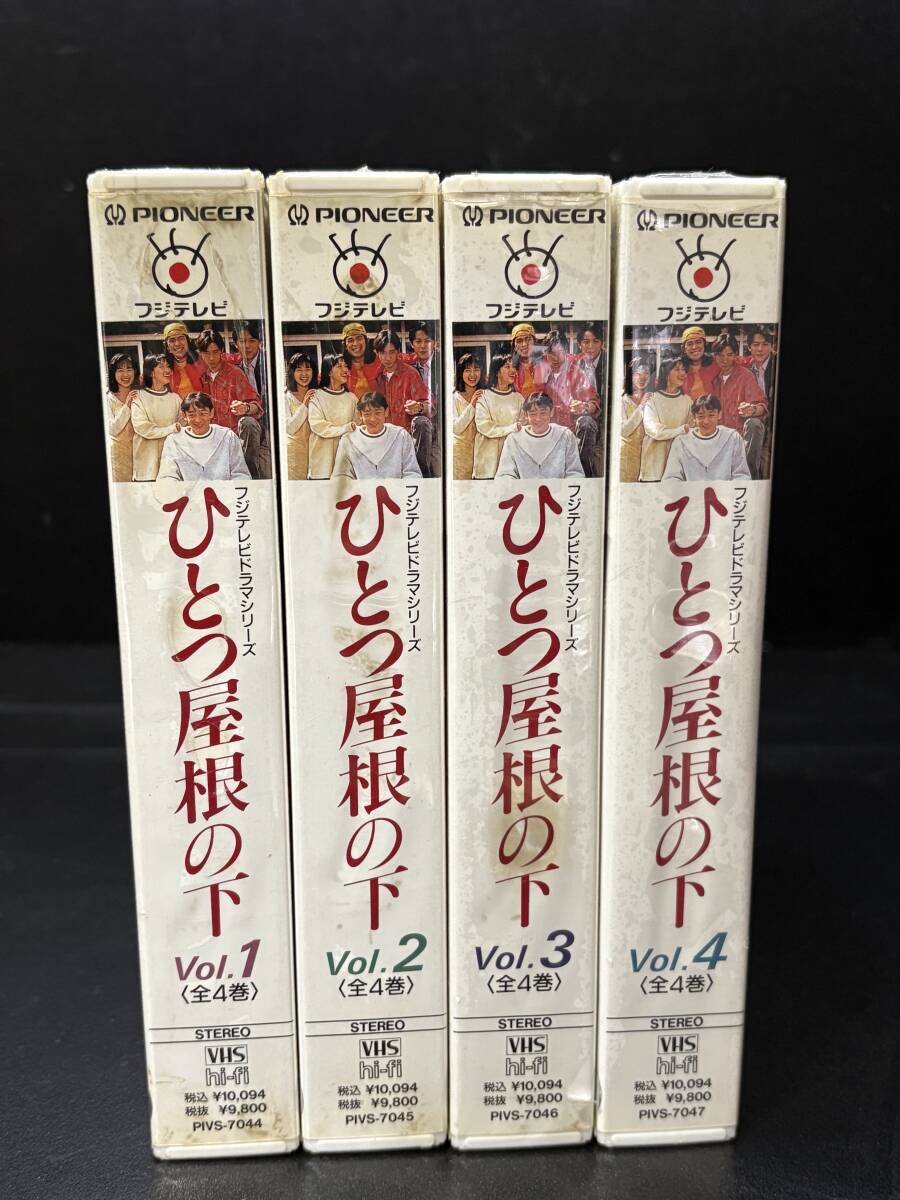 PIONEER
フジテレビ
フジテレビドラマシリーズ
ひとつ屋根の下
Vol.1
〈全4巻〉
STEREO
VHS
hi-fi
税込 ¥10,094
税抜 ¥9,800
PIVS-7044
PIONEER
フジテレビ
フジテレビドラマシリーズ
ひとつ屋根の下
Vol.2
〈全4巻〉
STEREO
VHS
hi-fi
税込 ¥10,094
税抜 ¥9,800
PIVS-7045
PIONEER
フジテレビ
フジテレビドラマシリーズ
ひとつ屋根の下
Vol.3
〈全4巻〉
STEREO
VHS
hi-fi
税込 ¥10,094
税抜 ¥9,800
PIVS-7046
PIONEER
フジテレビ
フジテレビドラマシリーズ
ひとつ屋根の下
Vol.4
〈全4巻〉
STEREO
VHS
hi-fi
税込 ¥10,094
税抜 ¥9,800
PIVS-7047